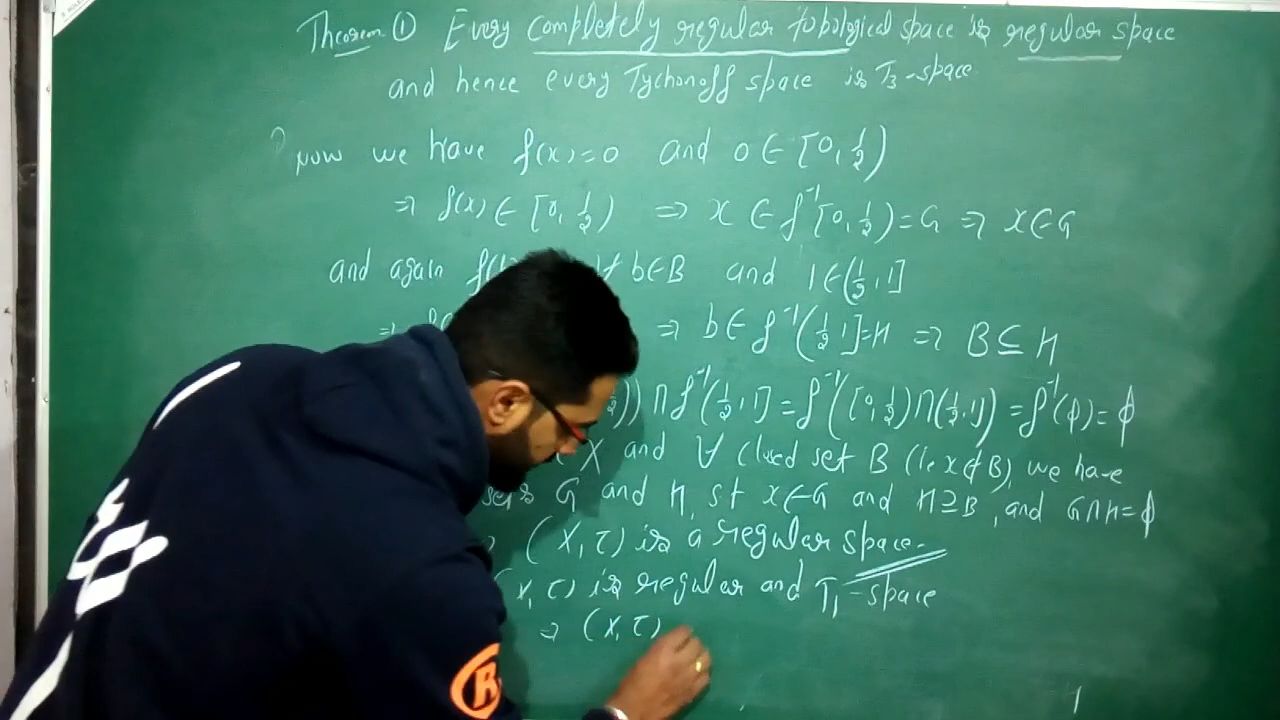 Theorem ① Every completely regular topological space is regular space
and hence every Tychonoff space is T₃-space
now we have f(x)=0 and 0∈[0,½)
⇒ f(x)∈[0,½) ⇒ x∈f⁻¹[0,½)=G ⇒ x∈G
and again b∈B and 1∈(½,1]
⇒ b∈f⁻¹(½,1]=H ⇒ B⊆H
)) ∩ f⁻¹(½,1] = f⁻¹([0,½)∩(½,1]) = f⁻¹(φ)=φ
X and ∀ closed set B (ie x∉B), we have
sets G and H, st x∈G and H⊇B, and G∩H=φ
(X,τ) is a regular space.
(X,τ) is regular and T₁-space
⇒ (X,τ)
R